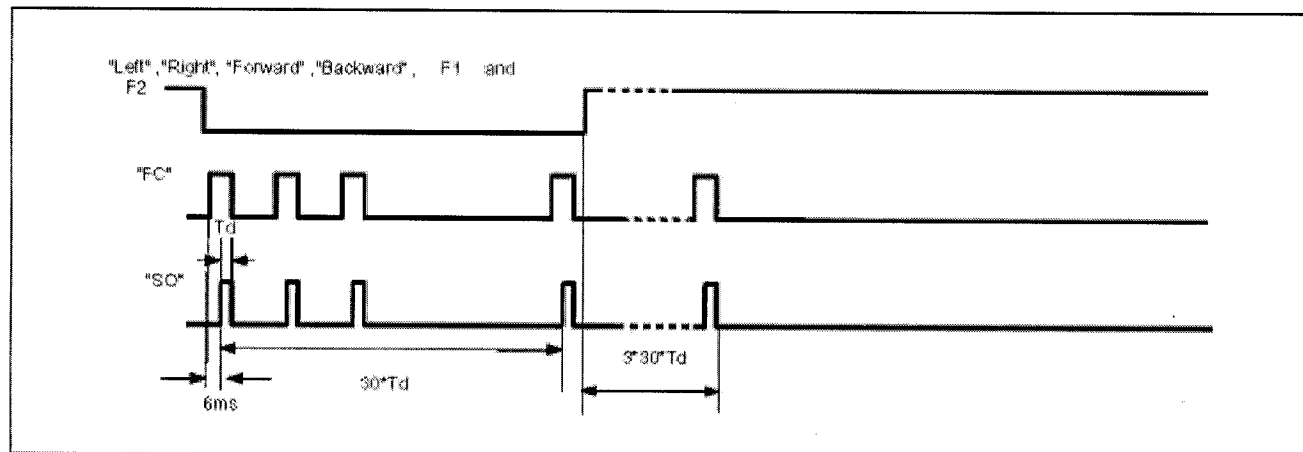 "Left" ,"Right", "Forward" ,"Backward" , F1 and
F2
"FC"
Td
"SO"
3*30*Td
30*Td
6ms